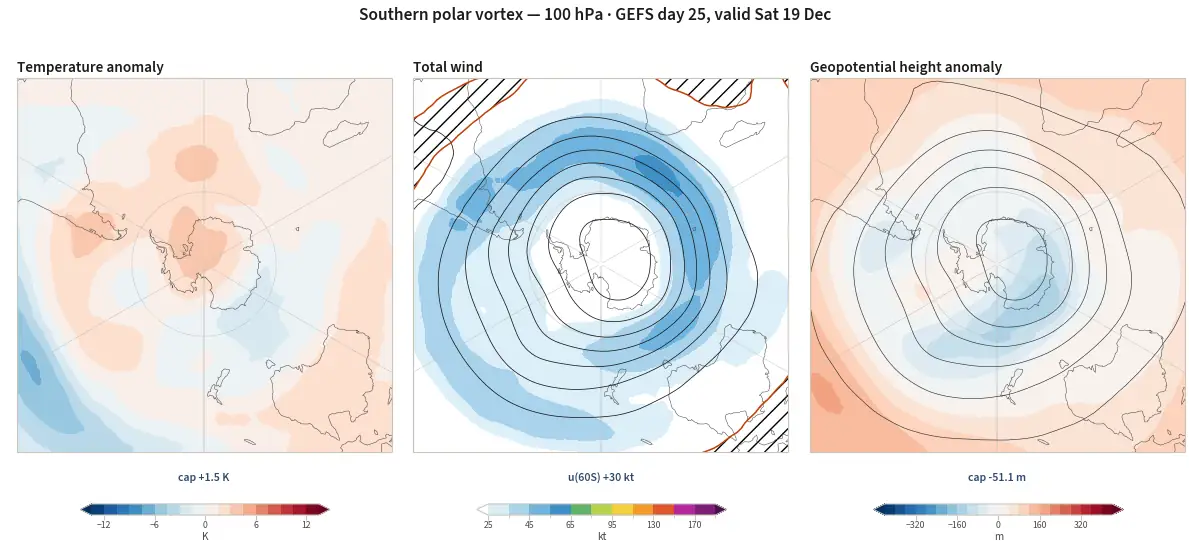 Southern polar vortex — 100 hPa · GEFS day 25, valid Sat 19 Dec
Temperature anomaly
Total wind
Geopotential height anomaly
cap +1.5 K
u(60S) +30 kt
cap -51.1 m
−12 −6 0 6 12
K
25 45 65 95 130 170
kt
−320 −160 0 160 320
m